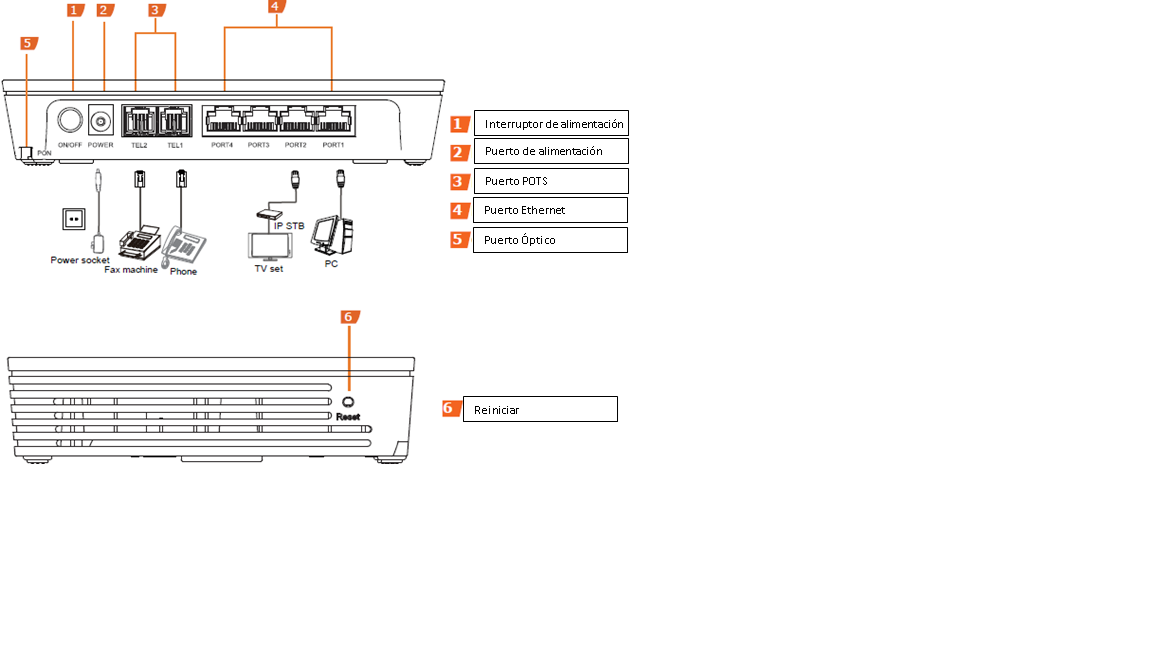 1 2 3 4
5
ON/OFF POWER TEL2 TEL1 PORT4 PORT3 PORT2 PORT1
PON
1 Interruptor de alimentación
2 Puerto de alimentación
3 Puerto POTS
4 Puerto Ethernet
5 Puerto Óptico
IP STB
Power socket
Fax machine
Phone
TV set
PC
6
Reset
6 Reiniciar